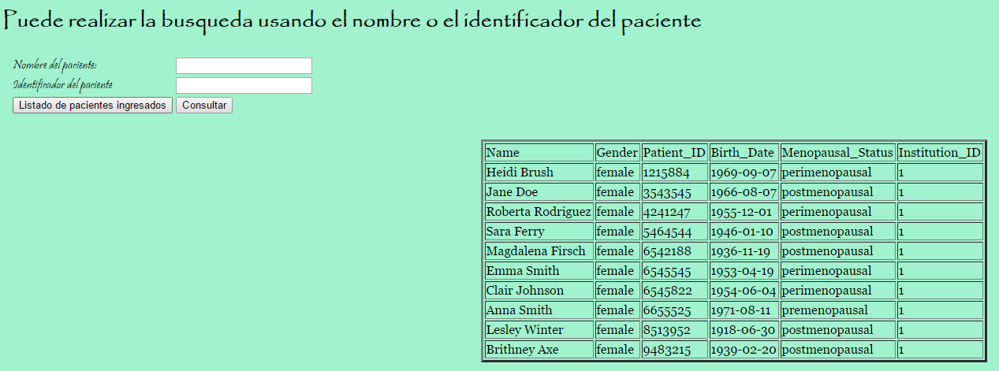 Puede realizar la busqueda usando el nombre o el identificador del paciente
Nombre del paciente:
Identificador del paciente
Listado de pacientes ingresados Consultar
Name Gender Patient_ID Birth_Date Menopausal_Status Institution_ID
Heidi Brush female 1215884 1969-09-07 perimenopausal 1
Jane Doe female 3543545 1966-08-07 postmenopausal 1
Roberta Rodriguez female 4241247 1955-12-01 perimenopausal 1
Sara Ferry female 5464544 1946-01-10 postmenopausal 1
Magdalena Firsch female 6542188 1936-11-19 postmenopausal 1
Emma Smith female 6545545 1953-04-19 perimenopausal 1
Clair Johnson female 6545822 1954-06-04 perimenopausal 1
Anna Smith female 6655525 1971-08-11 premenopausal 1
Lesley Winter female 8513952 1918-06-30 postmenopausal 1
Brithney Axe female 9483215 1939-02-20 postmenopausal 1